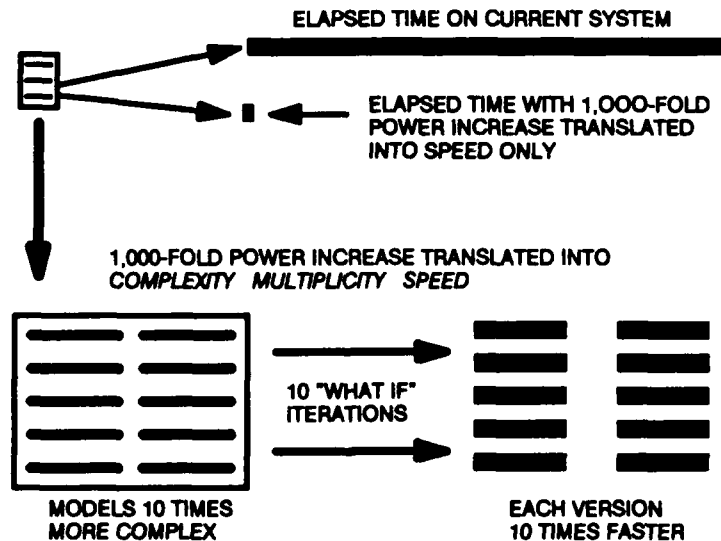 ELAPSED TIME ON CURRENT SYSTEM
ELAPSED TIME WITH 1,000-FOLD
POWER INCREASE TRANSLATED
INTO SPEED ONLY
1,000-FOLD POWER INCREASE TRANSLATED INTO
COMPLEXITY MULTIPLICITY SPEED
10 "WHAT IF"
ITERATIONS
MODELS 10 TIMES
MORE COMPLEX
EACH VERSION
10 TIMES FASTER